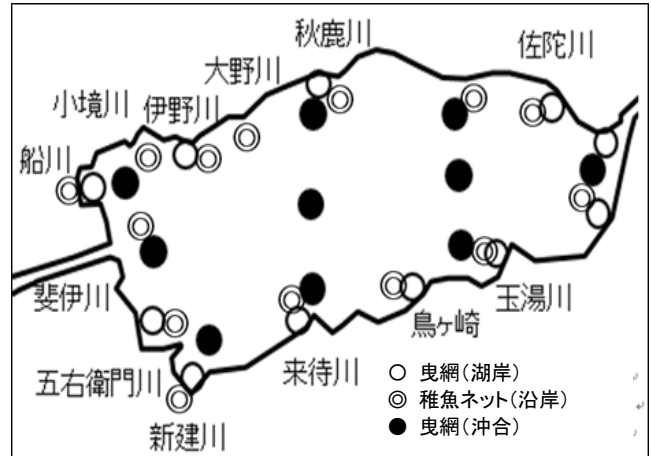 秋鹿川
佐陀川
大野川
小境川
伊野川
船川
斐伊川
玉湯川
鳥ヶ崎
来待川
五右衛門川
新建川
○ 曳網(湖岸)
◎ 稚魚ネット(沿岸)
● 曳網(沖合)